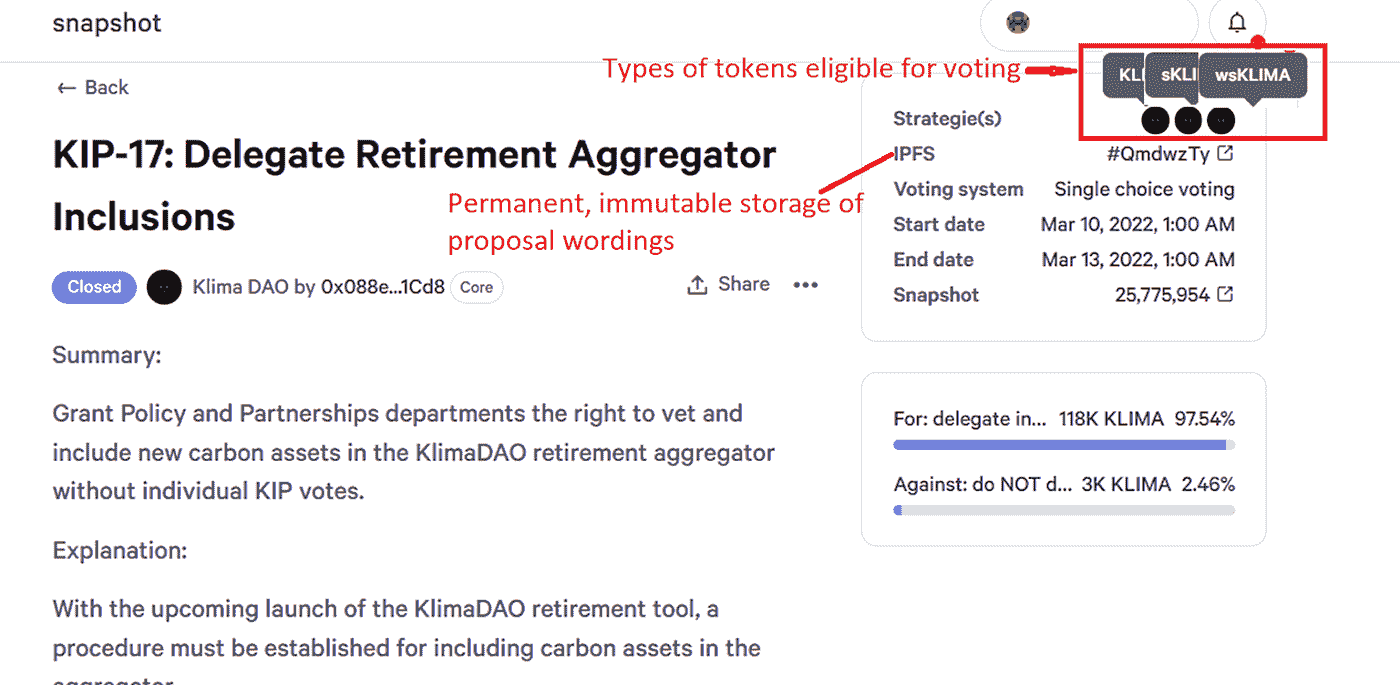 snapshot
Types of tokens eligible for voting
KLI sKLI wsKLIMA
← Back
KIP-17: Delegate Retirement Aggregator
Inclusions
Closed Klima DAO by 0x088e...1Cd8 Core
Share
Summary:
Grant Policy and Partnerships departments the right to vet and
include new carbon assets in the KlimaDAO retirement aggregator
without individual KIP votes.
Explanation:
With the upcoming launch of the KlimaDAO retirement tool, a
procedure must be established for including carbon assets in the
aggregator
Permanent, immutable storage of
proposal wordings
Strategie(s)
IPFS #QmdwzTy
Voting system Single choice voting
Start date Mar 10, 2022, 1:00 AM
End date Mar 13, 2022, 1:00 AM
Snapshot 25,775,954
For: delegate in... 118K KLIMA 97.54%
Against: do NOT d... 3K KLIMA 2.46%